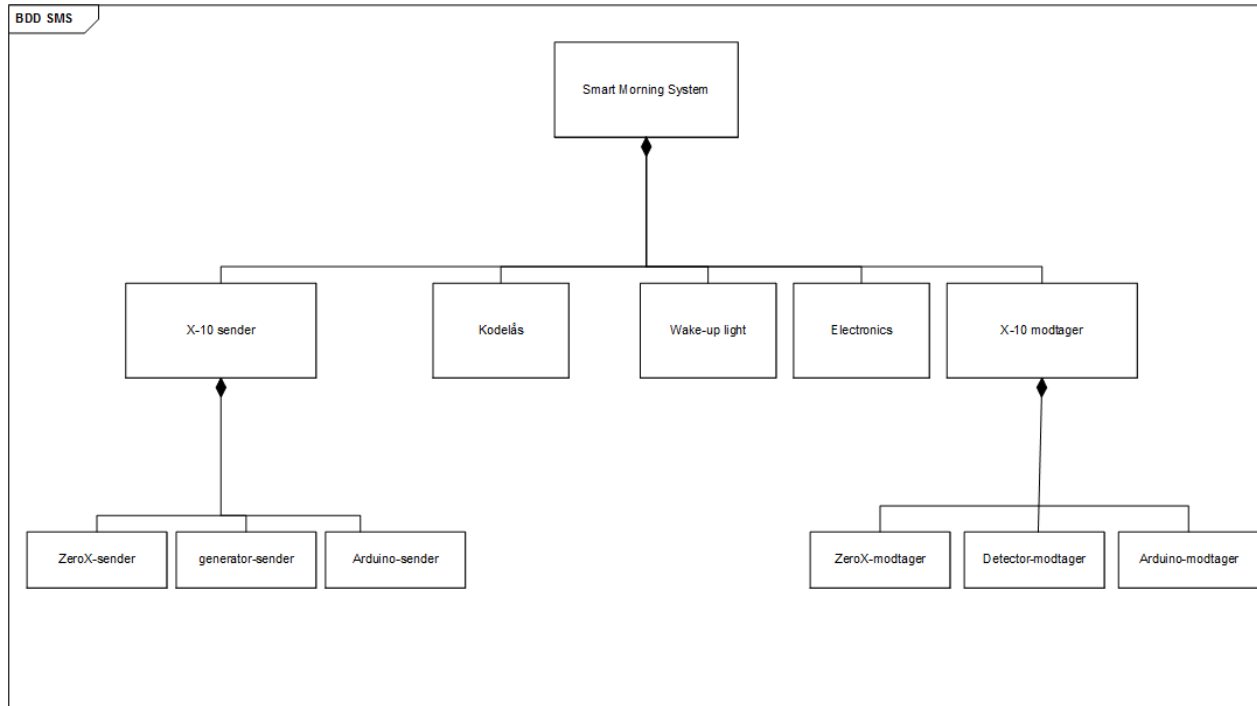 BDD SMS
Smart Morning System
X-10 sender
Kodelås
Wake-up light
Electronics
X-10 modtager
ZeroX-sender
generator-sender
Arduino-sender
ZeroX-modtager
Detector-modtager
Arduino-modtager